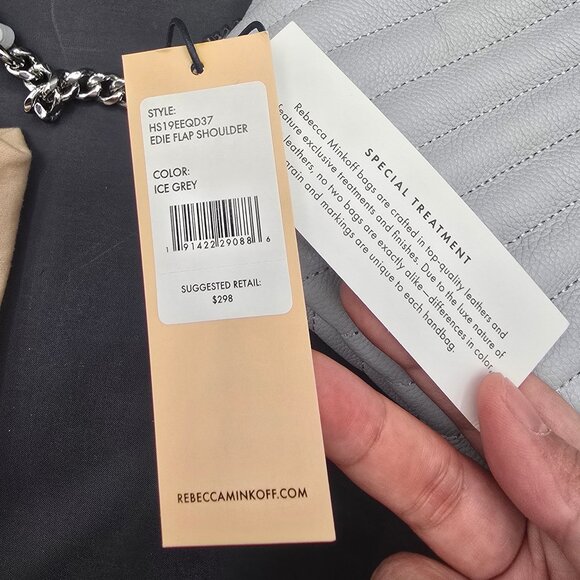 STYLE:
HS19EEQD37
EDIE FLAP SHOULDER
COLOR:
ICE GREY
1 91422 29088 6
SUGGESTED RETAIL:
$298
REBECCAMINKOFF.COM
SPECIAL TREATMENT
Rebecca Minkoff bags are crafted in top-quality leathers and
feature exclusive treatments and finishes. Due to the luxe nature of
leathers, no two bags are exactly alike—differences in color,
grain and markings are unique to each handbag.